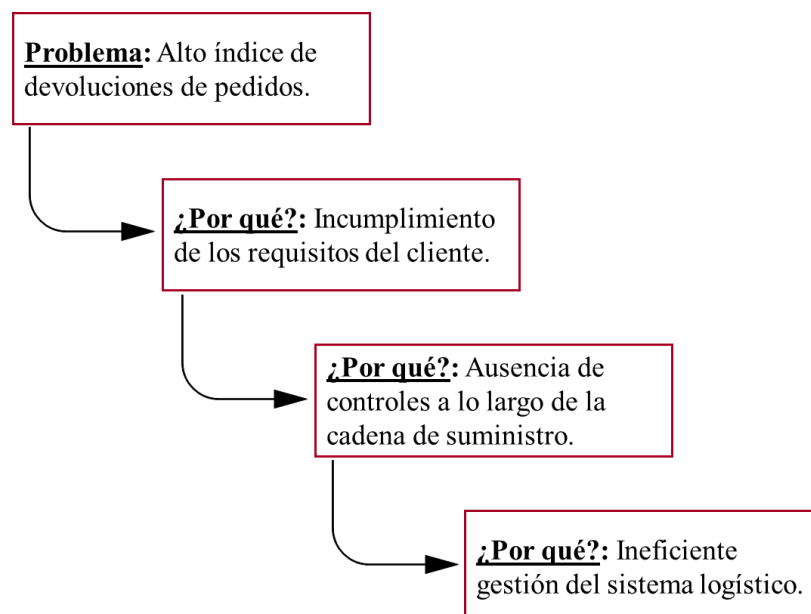 Problema: Alto índice de
devoluciones de pedidos.
¿Por qué?: Incumplimiento
de los requisitos del cliente.
¿Por qué?: Ausencia de
controles a lo largo de la
cadena de suministro.
¿Por qué?: Ineficiente
gestión del sistema logístico.